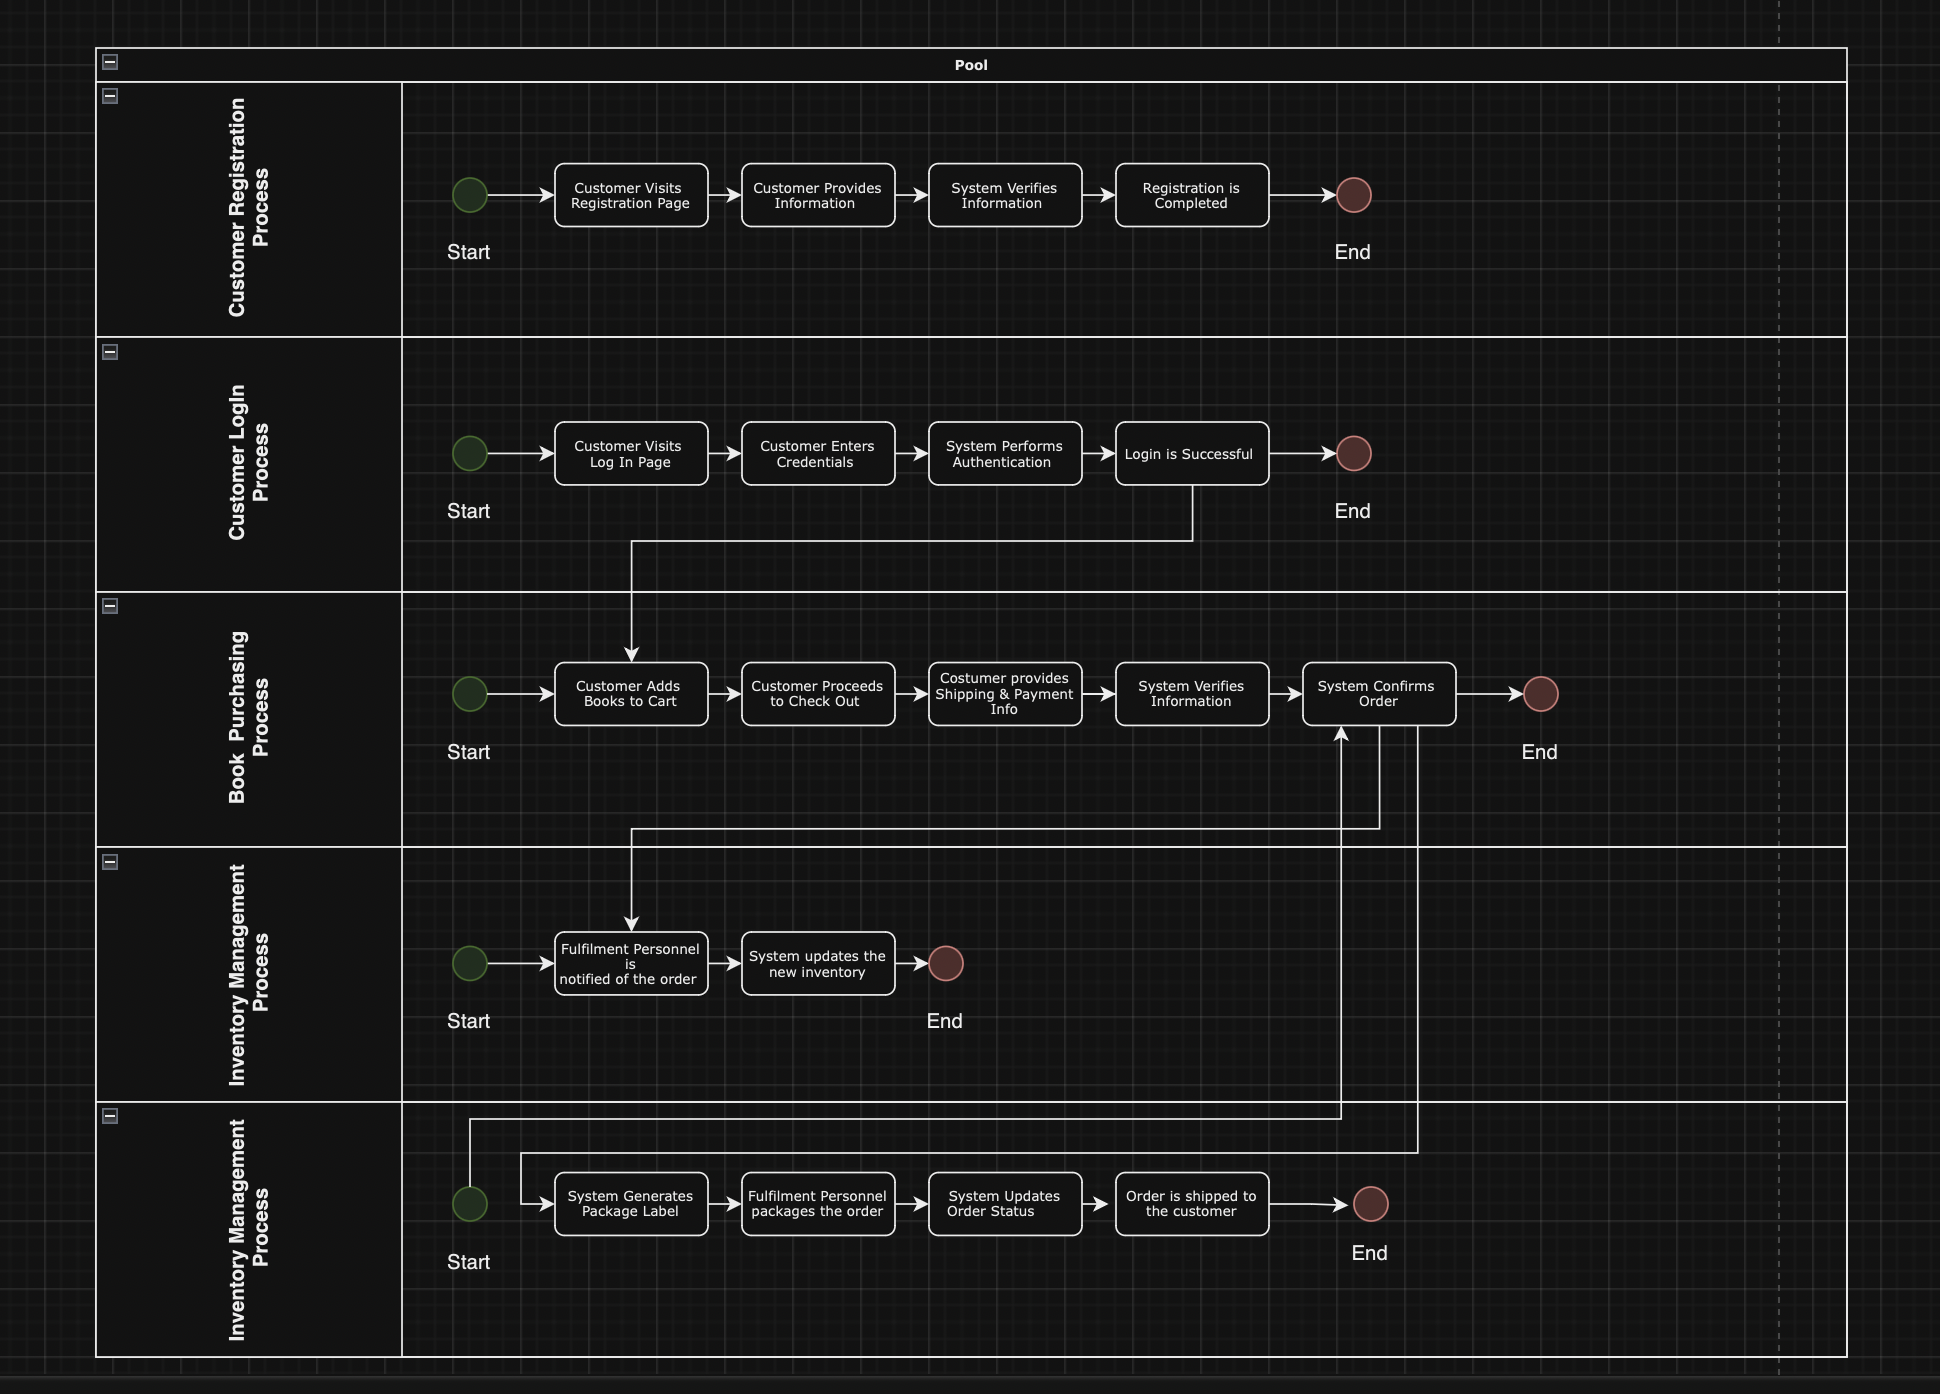 Pool
Customer Registration
Process
Customer Visits
Registration Page
Customer Provides
Information
System Verifies
Information
Registration is
Completed
Start
End
Customer LogIn
Process
Customer Visits
Log In Page
Customer Enters
Credentials
System Performs
Authentication
Login is Successful
Start
End
Book  Purchasing
Process
Customer Adds
Books to Cart
Customer Proceeds
to Check Out
Costumer provides
Shipping & Payment
Info
System Verifies
Information
System Confirms
Order
Start
End
Inventory Management
Process
Fulfilment Personnel
is
notified of the order
System updates the
new inventory
Start
End
Inventory Management
Process
System Generates
Package Label
Fulfilment Personnel
packages the order
System Updates
Order Status
Order is shipped to
the customer
Start
End